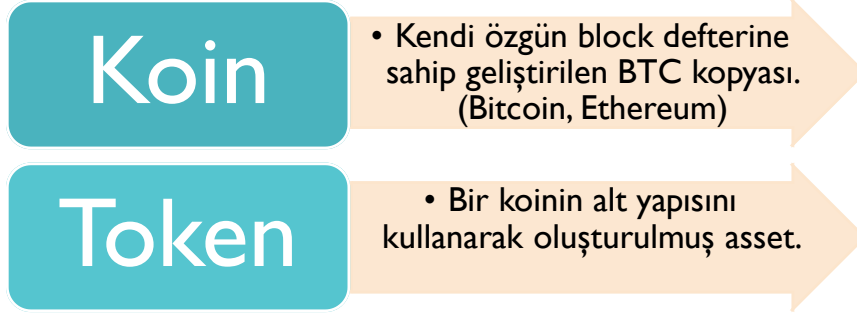 Koin
• Kendi özgün block defterine
sahip geliştirilen BTC kopyası.
(Bitcoin, Ethereum)
Token
• Bir koinin alt yapısını
kullanarak oluşturulmuş asset.